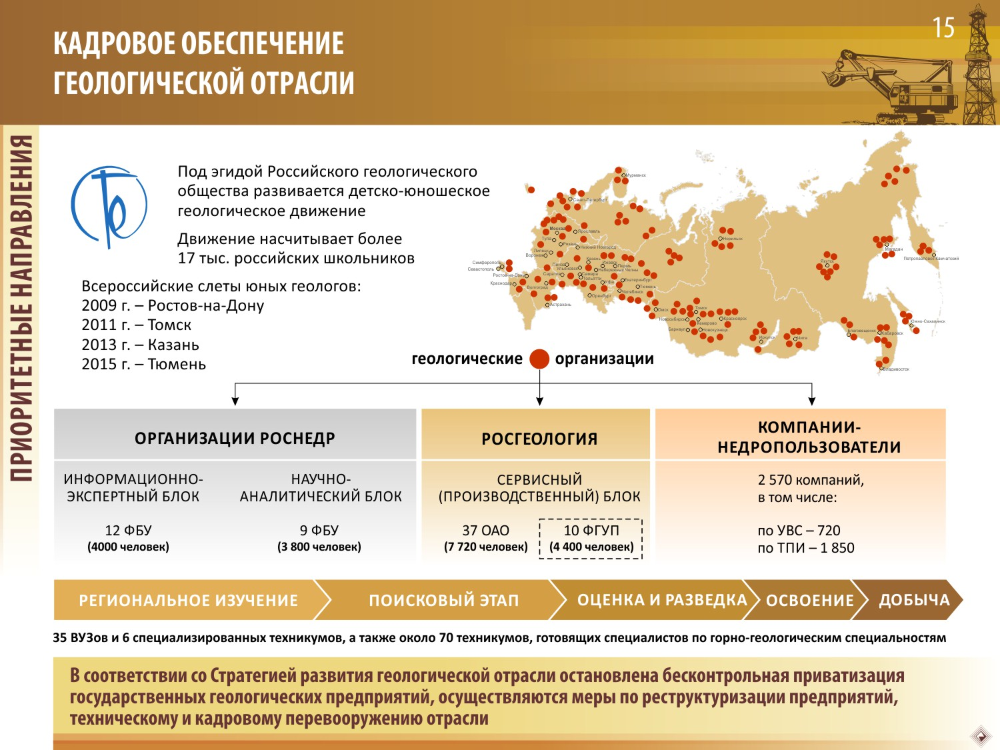 15
КАДРОВОЕ ОБЕСПЕЧЕНИЕ
ГЕОЛОГИЧЕСКОЙ ОТРАСЛИ
ПРИОРИТЕТНЫЕ НАПРАВЛЕНИЯ
Под эгидой Российского геологического
общества развивается детско-юношеское
геологическое движение
Движение насчитывает более
17 тыс. российских школьников
Всероссийские слеты юных геологов:
2009 г. – Ростов-на-Дону
2011 г. – Томск
2013 г. – Казань
2015 г. – Тюмень
Мурманск
Санкт-Петербург
Москва
Ярославль
Тула
Рязань
Нижний Новгород
Липецк
Воронеж
Казань
Ижевск
Пермь
Пенза
Ульяновск
Набережные Челны
Симферополь
Севастополь
Ростов-на-Дону
Саратов
Самара
Тольятти
Уфа
Екатеринбург
Краснодар
Волгоград
Челябинск
Тюмень
Оренбург
Астрахань
Омск
Томск
Новосибирск
Кемерово
Красноярск
Барнаул
Новокузнецк
Иркутск
Чита
Норильск
Якутск
Магадан
Петропавловск-Камчатский
Благовещенск
Хабаровск
Южно-Сахалинск
Владивосток
геологические организации
ОРГАНИЗАЦИИ РОСНЕДР
ИНФОРМАЦИОННО-
ЭКСПЕРТНЫЙ БЛОК
12 ФБУ
(4000 человек)
НАУЧНО-
АНАЛИТИЧЕСКИЙ БЛОК
9 ФБУ
(3 800 человек)
РОСГЕОЛОГИЯ
СЕРВИСНЫЙ
(ПРОИЗВОДСТВЕННЫЙ) БЛОК
37 ОАО
(7 720 человек)
10 ФГУП
(4 400 человек)
КОМПАНИИ-
НЕДРОПОЛЬЗОВАТЕЛИ
2 570 компаний,
в том числе:
по УВС – 720
по ТПИ – 1 850
РЕГИОНАЛЬНОЕ ИЗУЧЕНИЕ
ПОИСКОВЫЙ ЭТАП
ОЦЕНКА И РАЗВЕДКА
ОСВОЕНИЕ
ДОБЫЧА
35 ВУЗов и 6 специализированных техникумов, а также около 70 техникумов, готовящих специалистов по горно-геологическим специальностям
В соответствии со Стратегией развития геологической отрасли остановлена бесконтрольная приватизация
государственных геологических предприятий, осуществляются меры по реструктуризации предприятий,
техническому и кадровому перевооружению отрасли